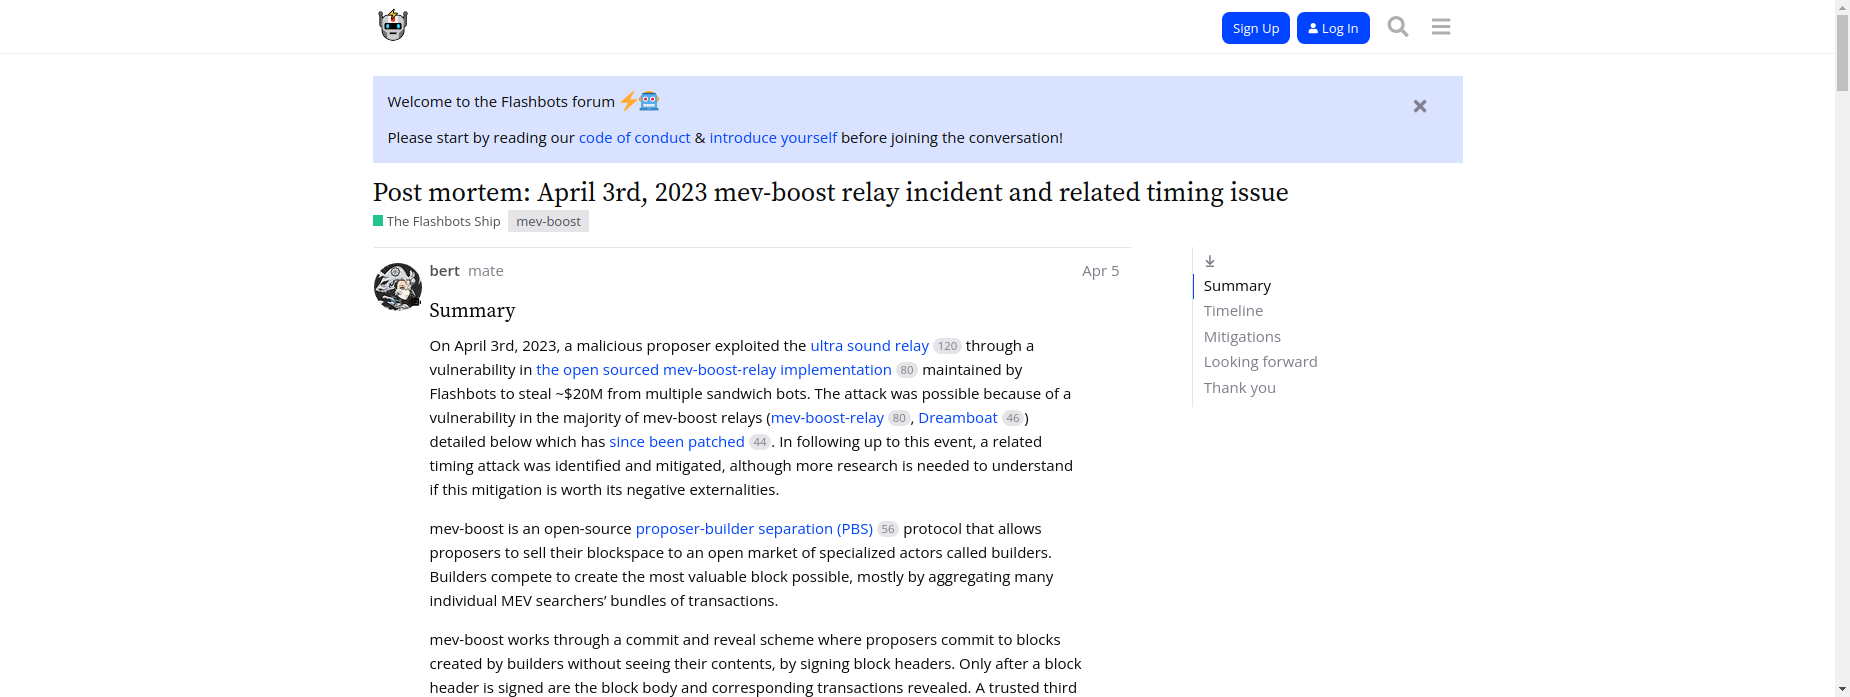 Sign Up
Log In
Welcome to the Flashbots forum
Please start by reading our code of conduct & introduce yourself before joining the conversation!
Post mortem: April 3rd, 2023 mev-boost relay incident and related timing issue
The Flashbots Ship mev-boost
bert mate Apr 5
Summary
On April 3rd, 2023, a malicious proposer exploited the ultra sound relay 120 through a
vulnerability in the open sourced mev-boost-relay implementation 80 maintained by
Flashbots to steal ~$20M from multiple sandwich bots. The attack was possible because of a
vulnerability in the majority of mev-boost relays (mev-boost-relay 80, Dreamboat 46)
detailed below which has since been patched 44. In following up to this event, a related
timing attack was identified and mitigated, although more research is needed to understand
if this mitigation is worth its negative externalities.
mev-boost is an open-source proposer-builder separation (PBS) 56 protocol that allows
proposers to sell their blockspace to an open market of specialized actors called builders.
Builders compete to create the most valuable block possible, mostly by aggregating many
individual MEV searchers’ bundles of transactions.
mev-boost works through a commit and reveal scheme where proposers commit to blocks
created by builders without seeing their contents, by signing block headers. Only after a block
header is signed are the block body and corresponding transactions revealed. A trusted third
Summary
Timeline
Mitigations
Looking forward
Thank you